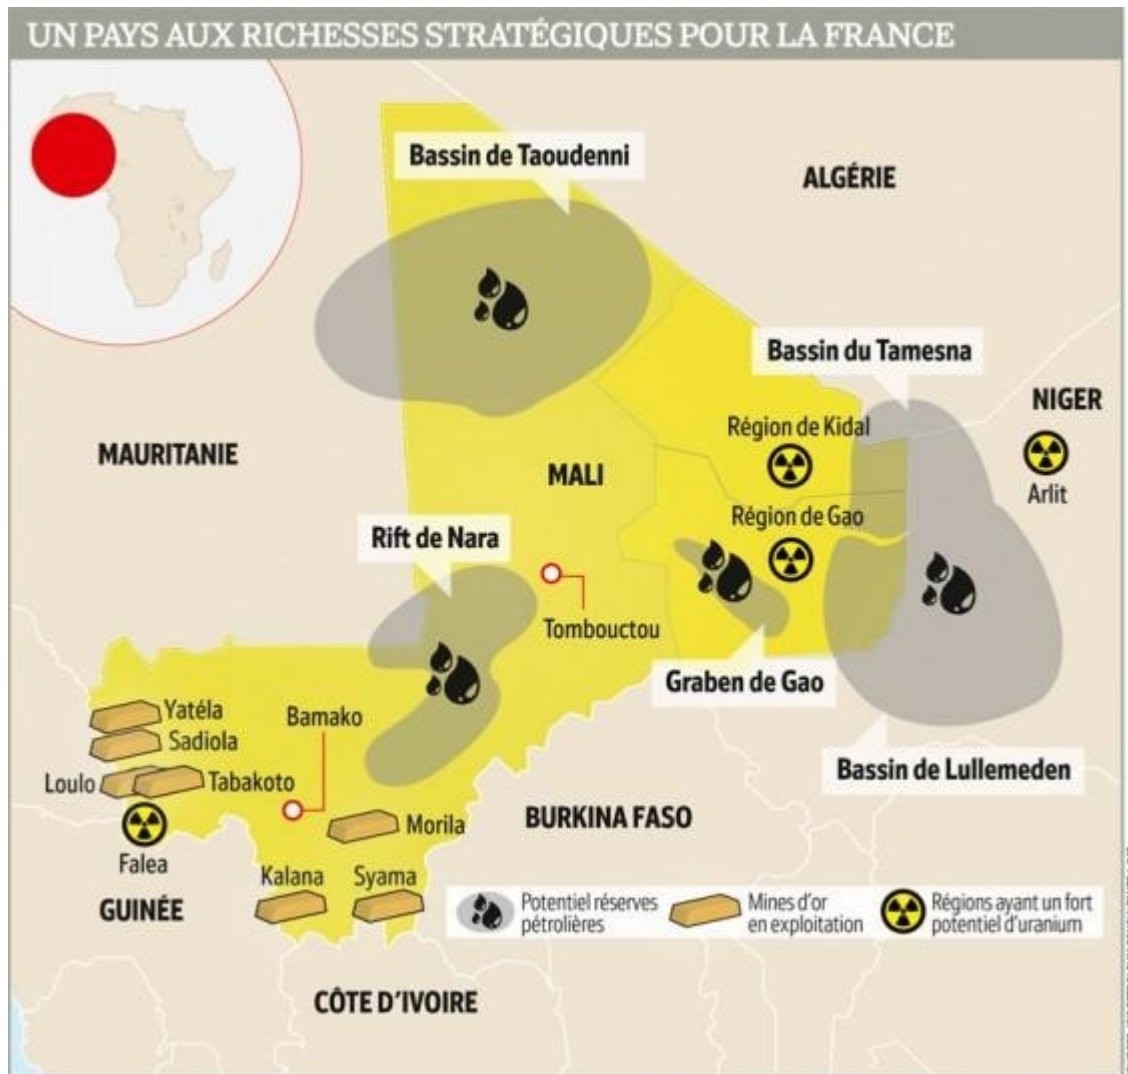 UN PAYS AUX RICHESSES STRATÉGIQUES POUR LA FRANCE
Bassin de Taoudenni
ALGÉRIE
Bassin du Tamesna
NIGER
Région de Kidal
MAURITANIE
MALI
Arlit
Région de Gao
Rift de Nara
Tombouctou
Graben de Gao
Yatéla
Bamako
Sadiola
Bassin de Lullemeden
Loulo
Tabakoto
BURKINA FASO
Morila
Falea
Kalana
Syama
GUINÉE
Potentiel réserves
pétrolières
Mines d'or
en exploitation
Régions ayant un fort
potentiel d'uranium
CÔTE D'IVOIRE